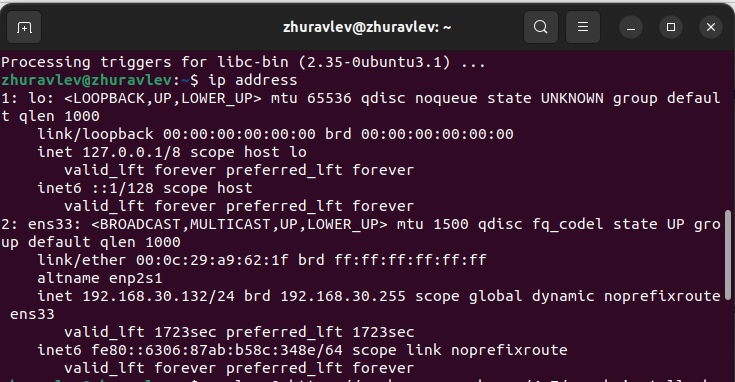 zhuravlev@zhuravlev: ~
Processing triggers for libc-bin (2.35-0ubuntu3.1) ...
zhuravlev@zhuravlev:~$ ip address
1: lo: <LOOPBACK,UP,LOWER_UP> mtu 65536 qdisc noqueue state UNKNOWN group defaul
t qlen 1000
    link/loopback 00:00:00:00:00:00 brd 00:00:00:00:00:00
    inet 127.0.0.1/8 scope host lo
       valid_lft forever preferred_lft forever
    inet6 ::1/128 scope host
       valid_lft forever preferred_lft forever
2: ens33: <BROADCAST,MULTICAST,UP,LOWER_UP> mtu 1500 qdisc fq_codel state UP gro
up default qlen 1000
    link/ether 00:0c:29:a9:62:1f brd ff:ff:ff:ff:ff:ff
    altname enp2s1
    inet 192.168.30.132/24 brd 192.168.30.255 scope global dynamic noprefixroute
 ens33
       valid_lft 1723sec preferred_lft 1723sec
    inet6 fe80::6306:87ab:b58c:348e/64 scope link noprefixroute
       valid_lft forever preferred_lft forever